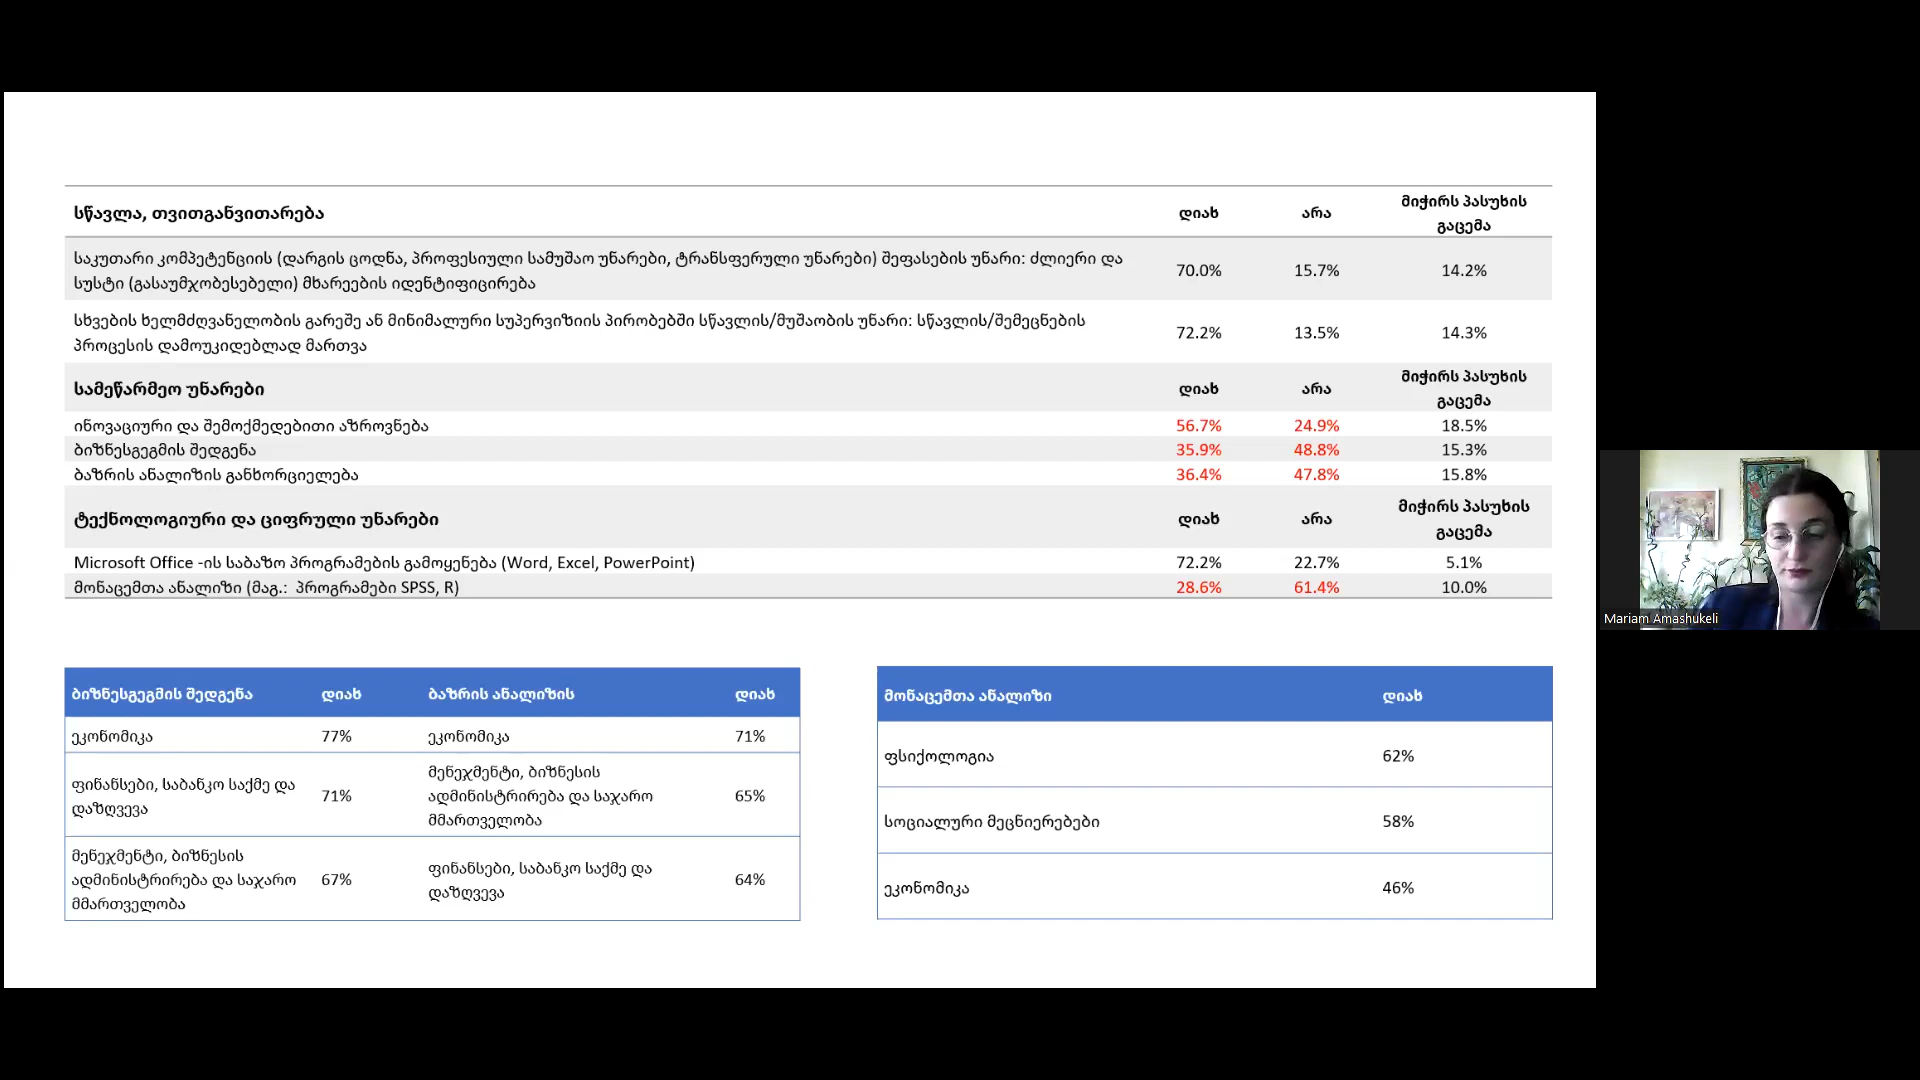 სწავლა, თვითგანვითარება დიახ არა მიჭირს პასუხის გაცემა
საკუთარი კომპეტენციის (დარგის ცოდნა, პროფესიული სამუშაო უნარები, ტრანსფერული უნარები) შეფასების უნარი: ძლიერი და
სუსტი (გასაუმჯობესებელი) მხარეების იდენტიფიცირება 70.0% 15.7% 14.2%
სხვების ხელმძღვანელობის გარეშე ან მინიმალური სუპერვიზიის პირობებში სწავლის/მუშაობის უნარი: სწავლის/შემეცნების
პროცესის დამოუკიდებლად მართვა 72.2% 13.5% 14.3%
სამეწარმეო უნარები დიახ არა მიჭირს პასუხის გაცემა
ინოვაციური და შემოქმედებითი აზროვნება 56.7% 24.9% 18.5%
ბიზნესგეგმის შედგენა 35.9% 48.8% 15.3%
ბაზრის ანალიზის განხორციელება 36.4% 47.8% 15.8%
ტექნოლოგიური და ციფრული უნარები დიახ არა მიჭირს პასუხის გაცემა
Microsoft Office -ის საბაზო პროგრამების გამოყენება (Word, Excel, PowerPoint) 72.2% 22.7% 5.1%
მონაცემთა ანალიზი (მაგ.: პროგრამები SPSS, R) 28.6% 61.4% 10.0%
ბიზნესგეგმის შედგენა დიახ ბაზრის ანალიზის დიახ
ეკონომიკა 77% ეკონომიკა 71%
ფინანსები, საბანკო საქმე და
დაზღვევა 71%
მენეჯმენტი, ბიზნესის
ადმინისტრირება და საჯარო
მმართველობა 65%
მენეჯმენტი, ბიზნესის
ადმინისტრირება და საჯარო
მმართველობა 67%
ფინანსები, საბანკო საქმე და
დაზღვევა 64%
მონაცემთა ანალიზი დიახ
ფსიქოლოგია 62%
სოციალური მეცნიერებები 58%
ეკონომიკა 46%
Mariam Amashukeli